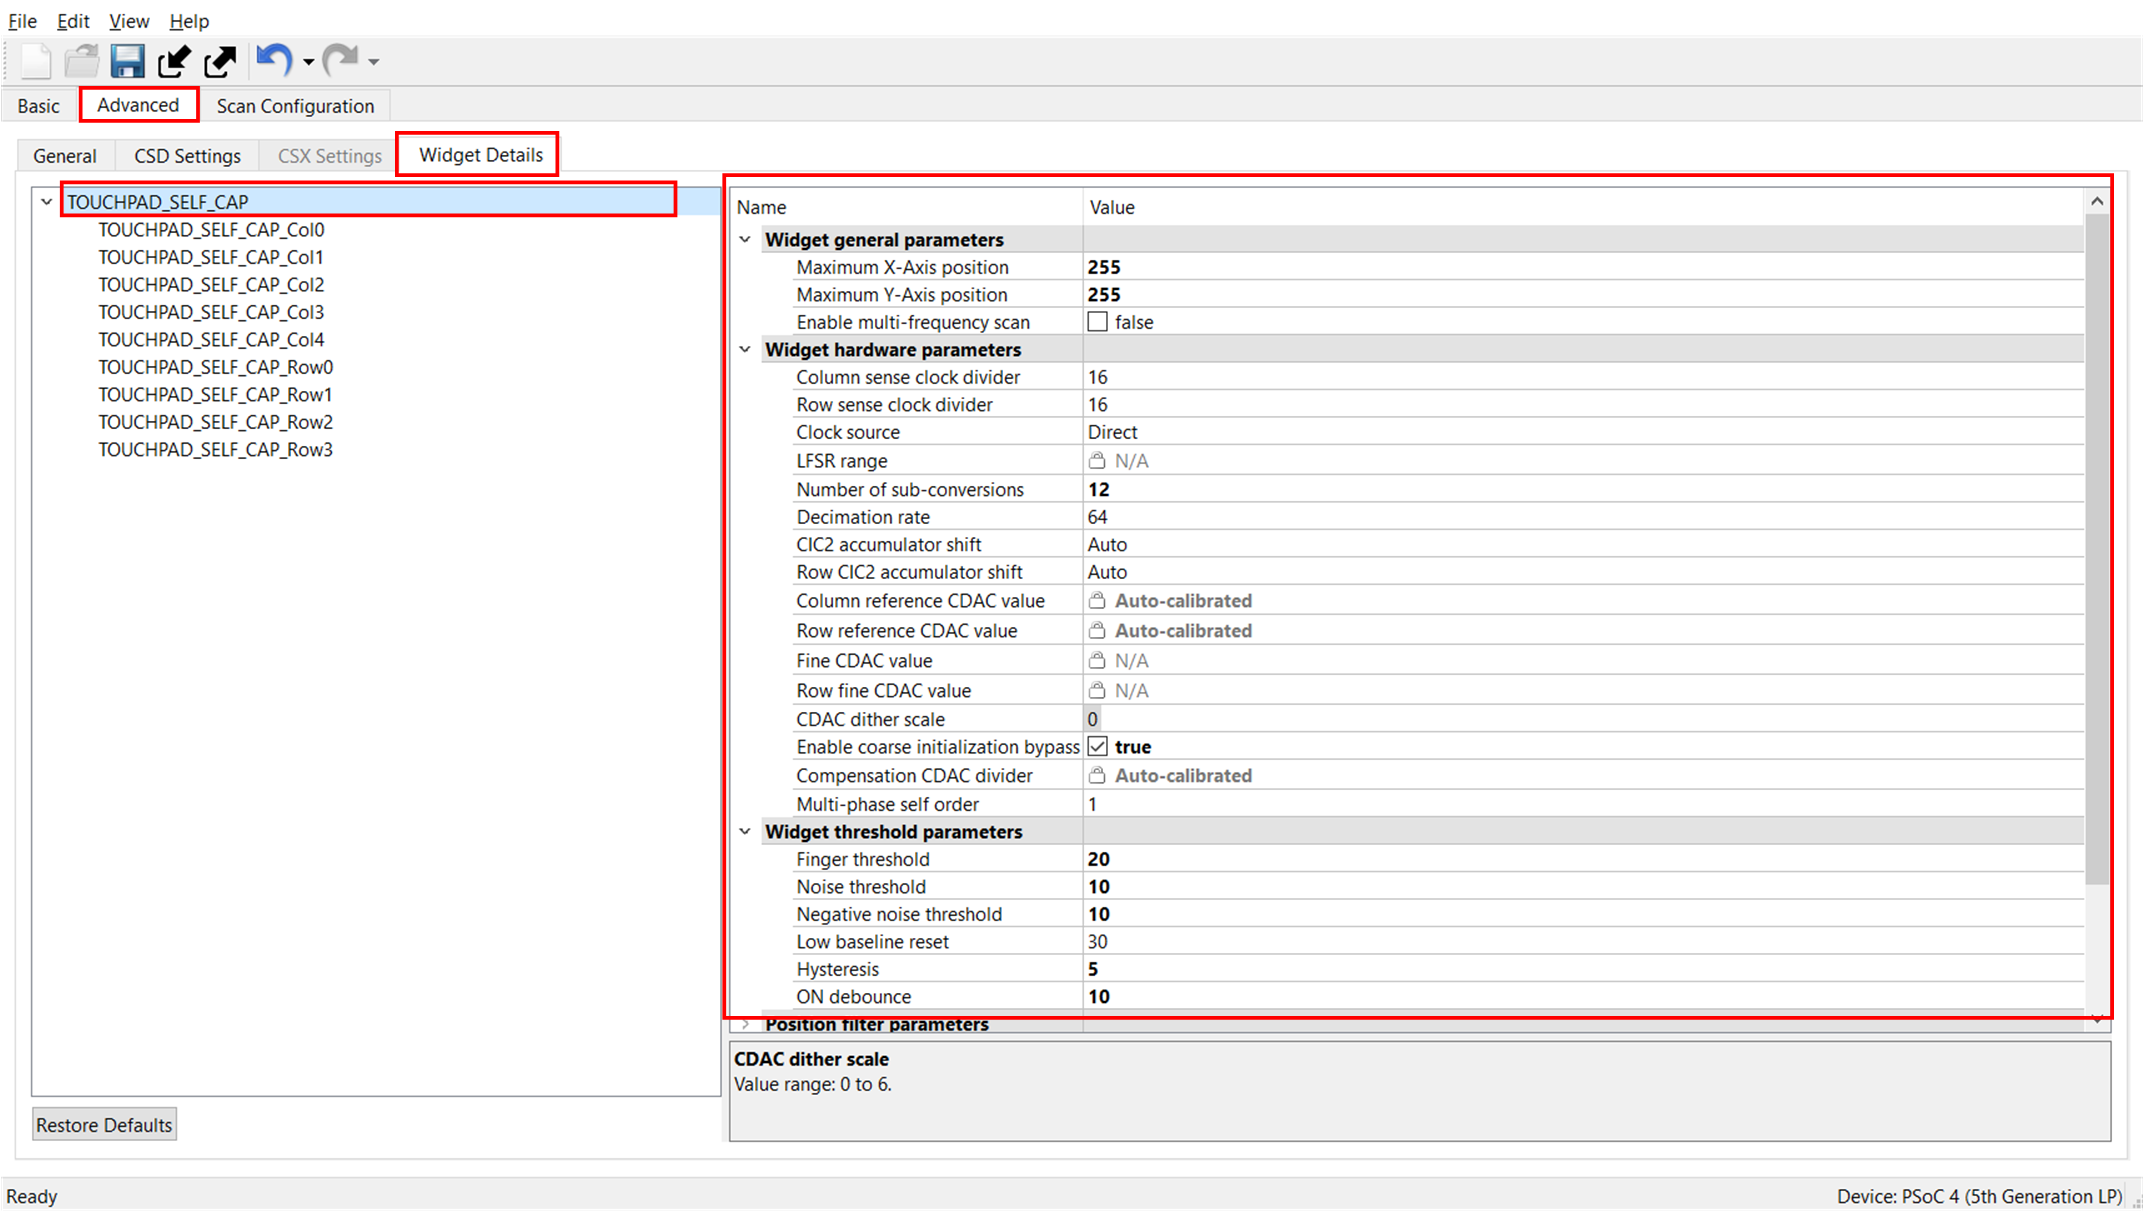 File Edit View Help
Basic Advanced Scan Configuration
General CSD Settings CSX Settings Widget Details
TOUCHPAD_SELF_CAP
TOUCHPAD_SELF_CAP_Col0
TOUCHPAD_SELF_CAP_Col1
TOUCHPAD_SELF_CAP_Col2
TOUCHPAD_SELF_CAP_Col3
TOUCHPAD_SELF_CAP_Col4
TOUCHPAD_SELF_CAP_Row0
TOUCHPAD_SELF_CAP_Row1
TOUCHPAD_SELF_CAP_Row2
TOUCHPAD_SELF_CAP_Row3
Restore Defaults
Name Value
Widget general parameters
Maximum X-Axis position 255
Maximum Y-Axis position 255
Enable multi-frequency scan false
Widget hardware parameters
Column sense clock divider 16
Row sense clock divider 16
Clock source Direct
LFSR range N/A
Number of sub-conversions 12
Decimation rate 64
CIC2 accumulator shift Auto
Row CIC2 accumulator shift Auto
Column reference CDAC value Auto-calibrated
Row reference CDAC value Auto-calibrated
Fine CDAC value N/A
Row fine CDAC value N/A
CDAC dither scale 0
Enable coarse initialization bypass true
Compensation CDAC divider Auto-calibrated
Multi-phase self order 1
Widget threshold parameters
Finger threshold 20
Noise threshold 10
Negative noise threshold 10
Low baseline reset 30
Hysteresis 5
ON debounce 10
Position filter parameters
CDAC dither scale
Value range: 0 to 6.
Ready Device: PSoC 4 (5th Generation LP)